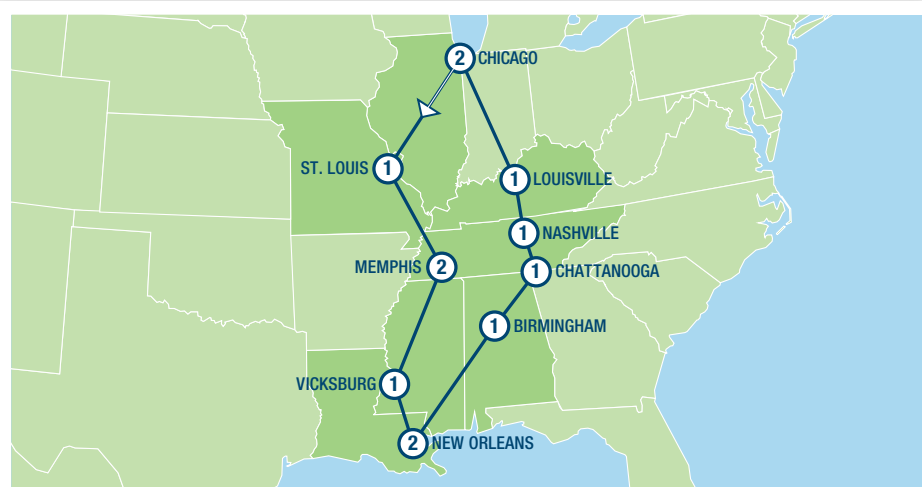 2 CHICAGO
ST. LOUIS 1
1 LOUISVILLE
1 NASHVILLE
MEMPHIS 2
1 CHATTANOOGA
1 BIRMINGHAM
VICKSBURG 1
2 NEW ORLEANS